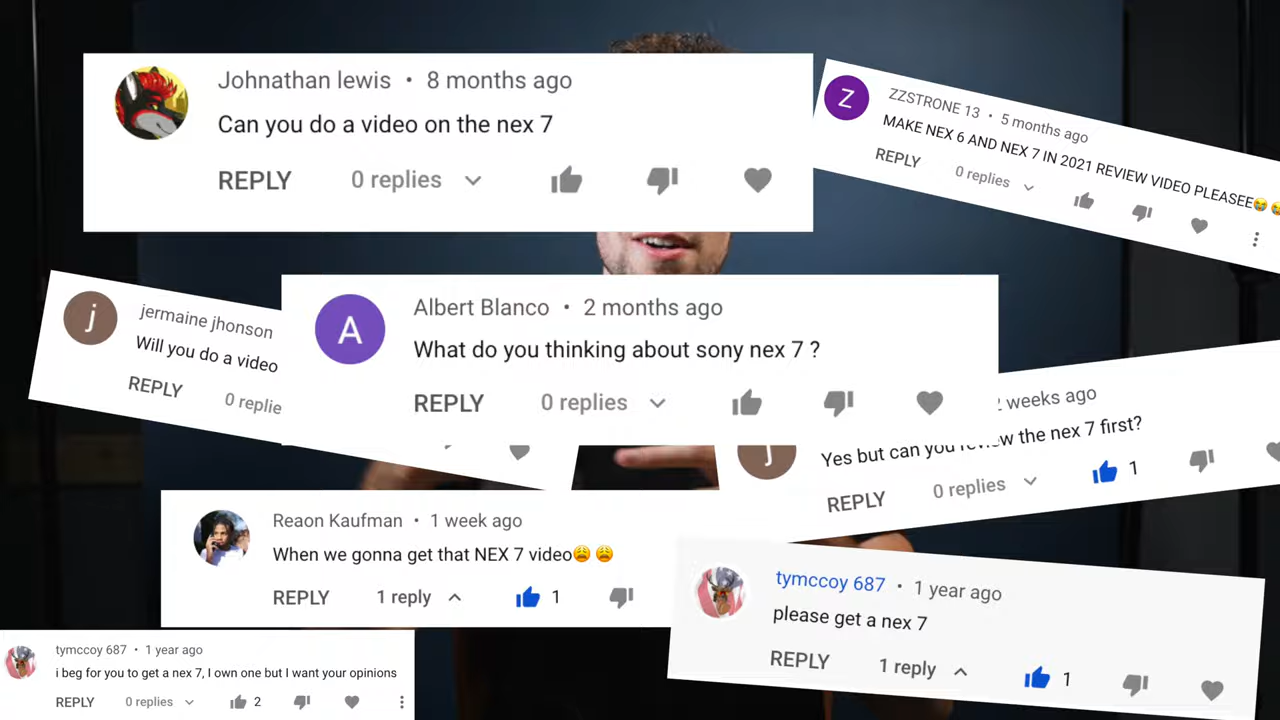 Johnathan lewis • 8 months ago
Can you do a video on the nex 7
REPLY 0 replies
Z
ZZSTRONE 13 • 5 months ago
MAKE NEX 6 AND NEX 7 IN 2021 REVIEW VIDEO PLEASEE😭
REPLY 0 replies
j
jermaine jhonson
Will you do a video
REPLY 0 replie
A
Albert Blanco • 2 months ago
What do you thinking about sony nex 7 ?
REPLY 0 replies
2 weeks ago
j
Yes but can you review the nex 7 first?
REPLY 0 replies 1
Reaon Kaufman • 1 week ago
When we gonna get that NEX 7 video😩😩
REPLY 1 reply 1
tymccoy 687 • 1 year ago
please get a nex 7
REPLY 1 reply 1
tymccoy 687 • 1 year ago
i beg for you to get a nex 7, I own one but I want your opinions
REPLY 0 replies 2